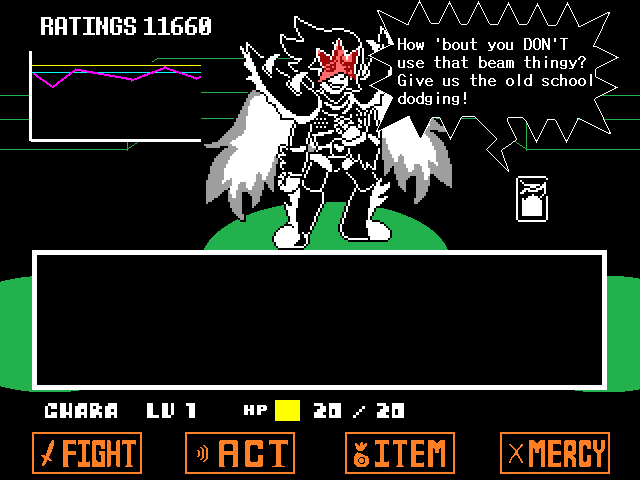 RATINGS 11660
How 'bout you DON'T
use that beam thingy?
Give us the old school
dodging!
CHARA LV 1 HP 20 / 20
FIGHT ACT ITEM MERCY